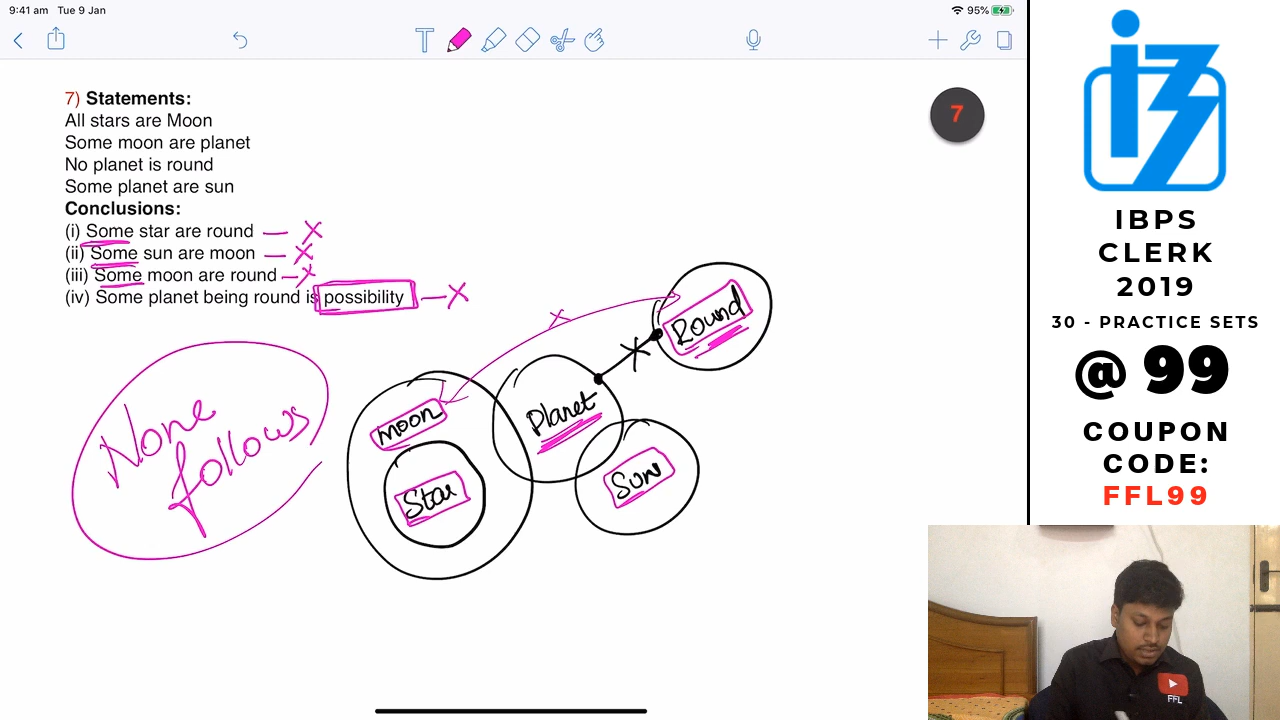 9:41 am Tue 9 Jan
95%
T
7) Statements:
All stars are Moon
Some moon are planet
No planet is round
Some planet are sun
Conclusions:
(i) Some star are round — X
(ii) Some sun are moon — X
(iii) Some moon are round — X
(iv) Some planet being round is possibility — X
7
None
follows
X
Round
X
Planet
Moon
Star
Sun
IBPS
CLERK
2019
30 - PRACTICE SETS
@ 99
COUPON
CODE:
FFL99
FFL